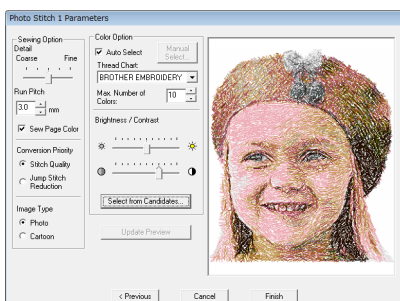 Photo Stitch 1 Parameters
Sewing Option
Detail
Coarse Fine
Run Pitch
3.0 mm
Sew Page Color
Conversion Priority
Stitch Quality
Jump Stitch
Reduction
Image Type
Photo
Cartoon
Color Option
Auto Select
Manual
Select...
Thread Chart:
BROTHER EMBROIDERY
Max. Number of
Colors:
10
Brightness / Contrast
Select from Candidates...
Update Preview
< Previous
Cancel
Finish